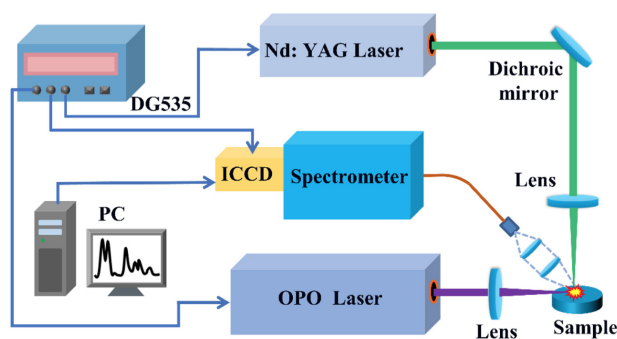 Nd: YAG Laser
Dichroic
mirror
DG535
ICCD
Spectrometer
Lens
PC
OPO Laser
Lens
Sample